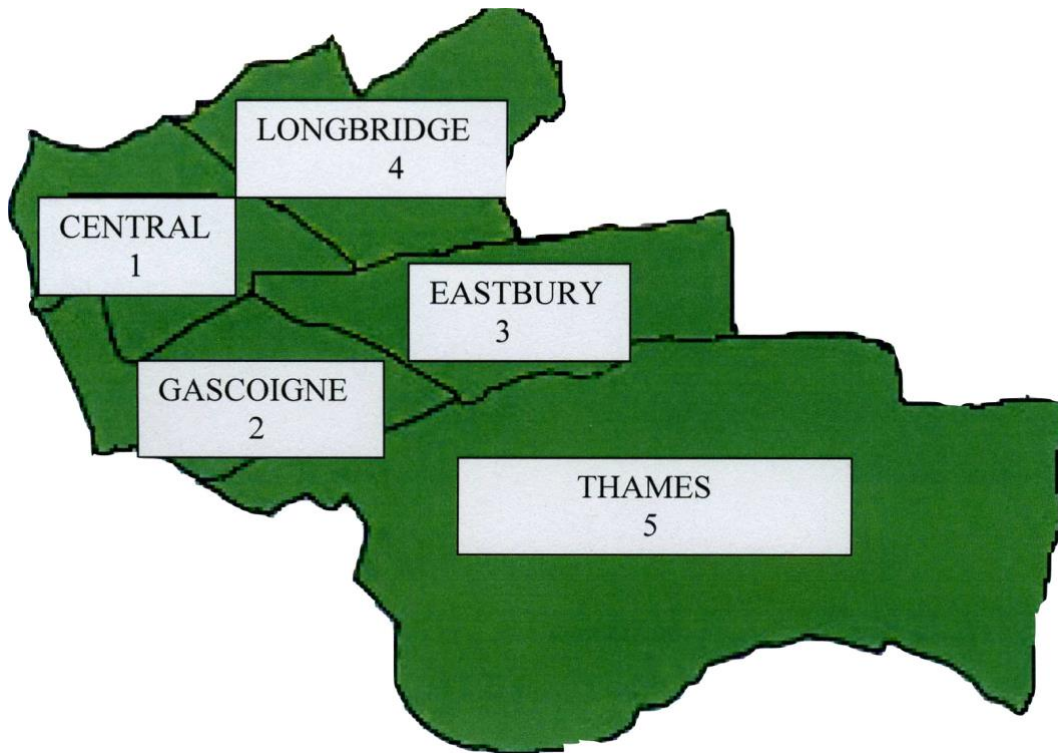 LONGBRIDGE
4
CENTRAL
1
EASTBURY
3
GASCOIGNE
2
THAMES
5